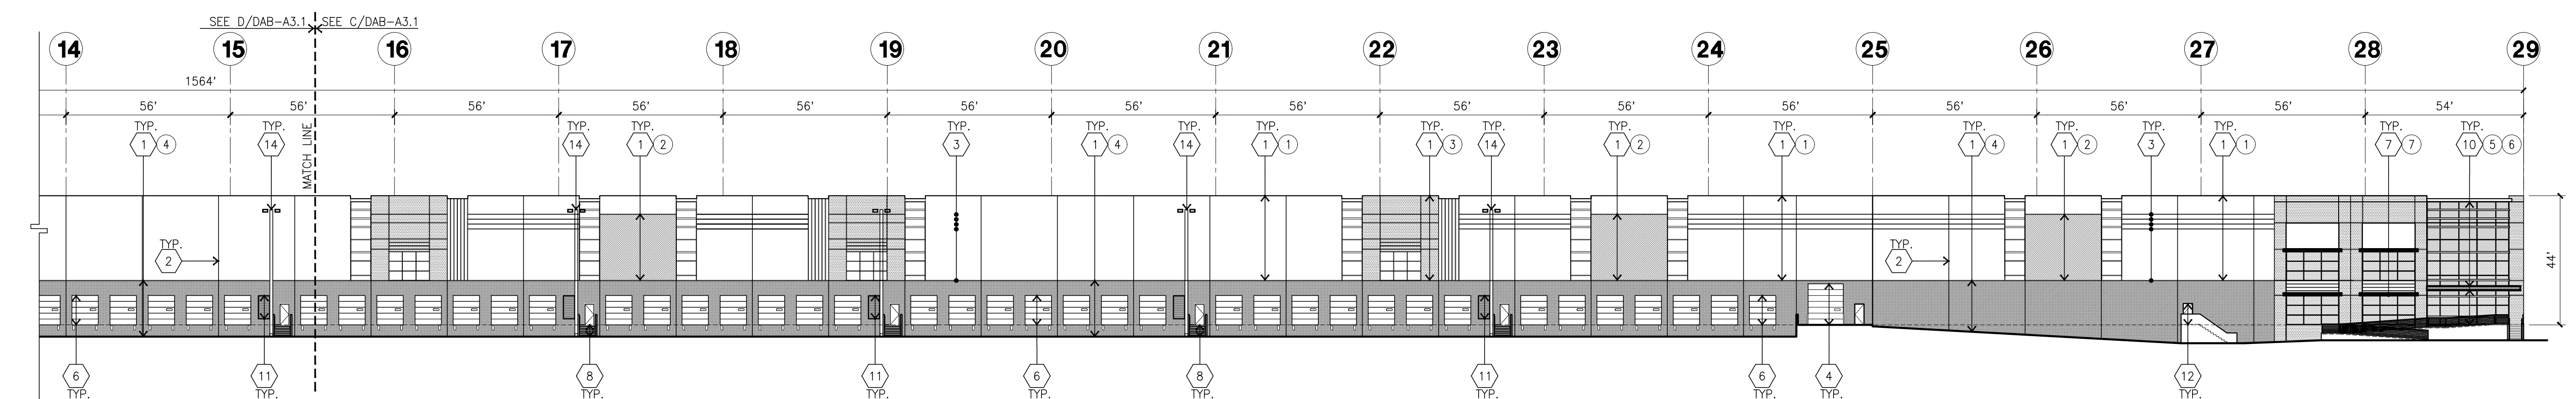 SEE D/DAB-A3.1 SEE C/DAB-A3.1
14 15 16 17 18 19 20 21 22 23 24 25 26 27 28 29
1564'
56' 56' 56' 56' 56' 56' 56' 56' 56' 56' 56' 56' 56' 56' 54'
TYP. TYP. TYP. TYP. TYP. TYP. TYP. TYP. TYP. TYP. TYP. TYP. TYP. TYP. TYP. TYP. TYP. TYP.
1 4 14 14 1 2 3 1 4 14 1 1 1 3 14 1 2 1 1 1 4 1 2 3 1 1 7 7 10 5 6
MATCH LINE
TYP. TYP.
2 2
44'
6 11 8 11 6 8 11 6 4 12
TYP. TYP. TYP. TYP. TYP. TYP. TYP. TYP. TYP. TYP.